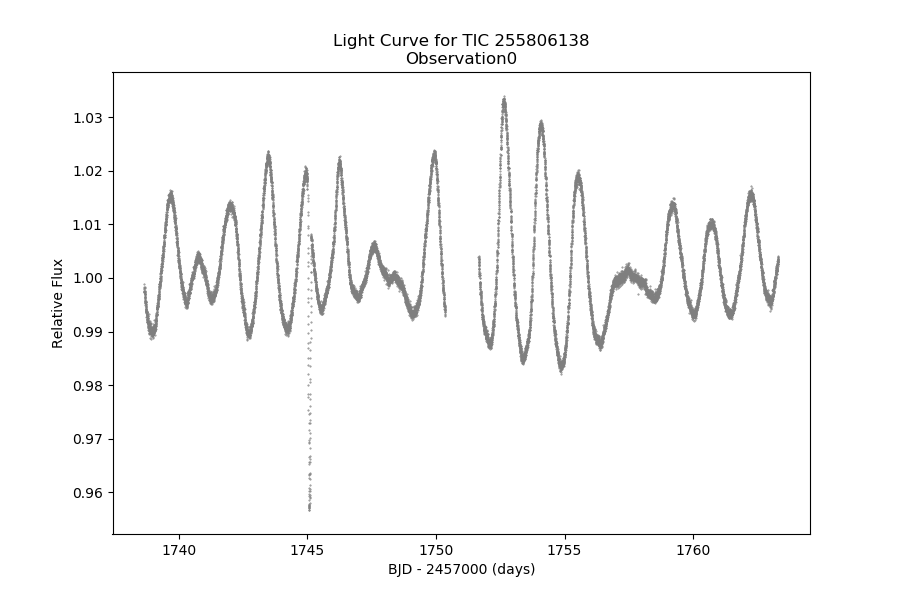 Light Curve for TIC 255806138
Observation0
1.03
1.02
1.01
1.00
0.99
0.98
0.97
0.96
Relative Flux
1740 1745 1750 1755 1760
BJD - 2457000 (days)